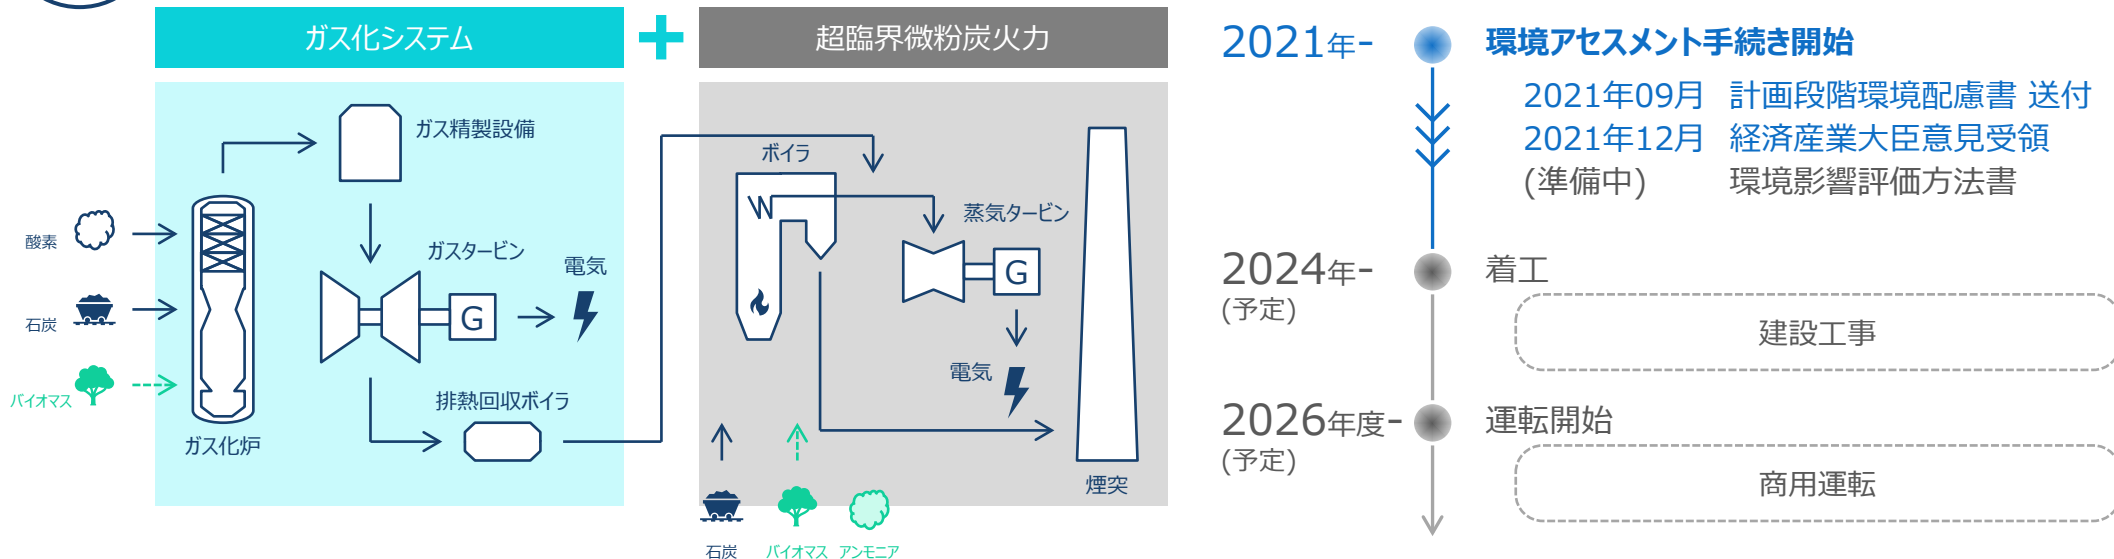 ガス化システム
超臨界微粉炭火力
ガス精製設備
酸素
石炭
バイオマス
ガス化炉
ガスタービン
G
電気
排熱回収ボイラ
ボイラ
蒸気タービン
G
電気
煙突
石炭
バイオマス
アンモニア
2021年-
環境アセスメント手続き開始
2021年09月 計画段階環境配慮書 送付
2021年12月 経済産業大臣意見受領
(準備中) 環境影響評価方法書
2024年-
(予定)
着工
建設工事
2026年度-
(予定)
運転開始
商用運転